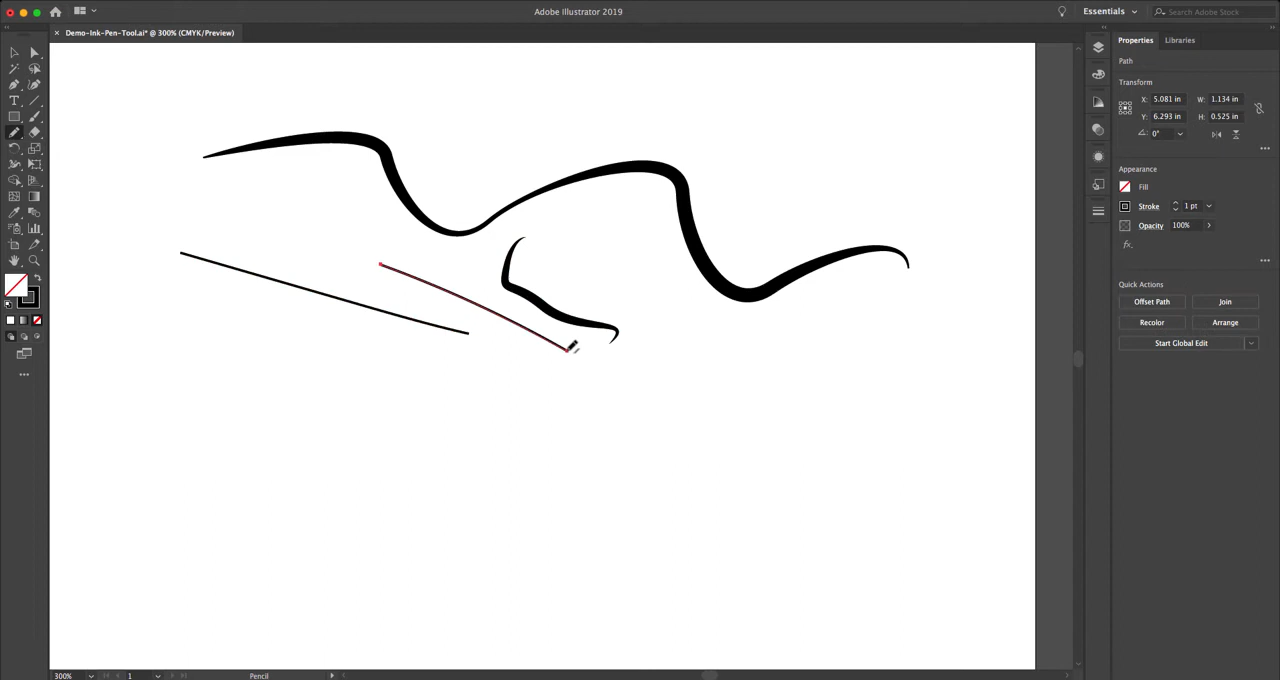 Adobe Illustrator 2019
Essentials
Search Adobe Stock
× Demo-Ink-Pen-Tool.ai* @ 300% (CMYK/Preview)
Properties Libraries
Path
Transform
X: 5.081 in W: 1.134 in
Y: 6.293 in H: 0.525 in
0°
Appearance
Fill
Stroke 1 pt
Opacity 100%
fx.
Quick Actions
Offset Path Join
Recolor Arrange
Start Global Edit
300% 1 Pencil